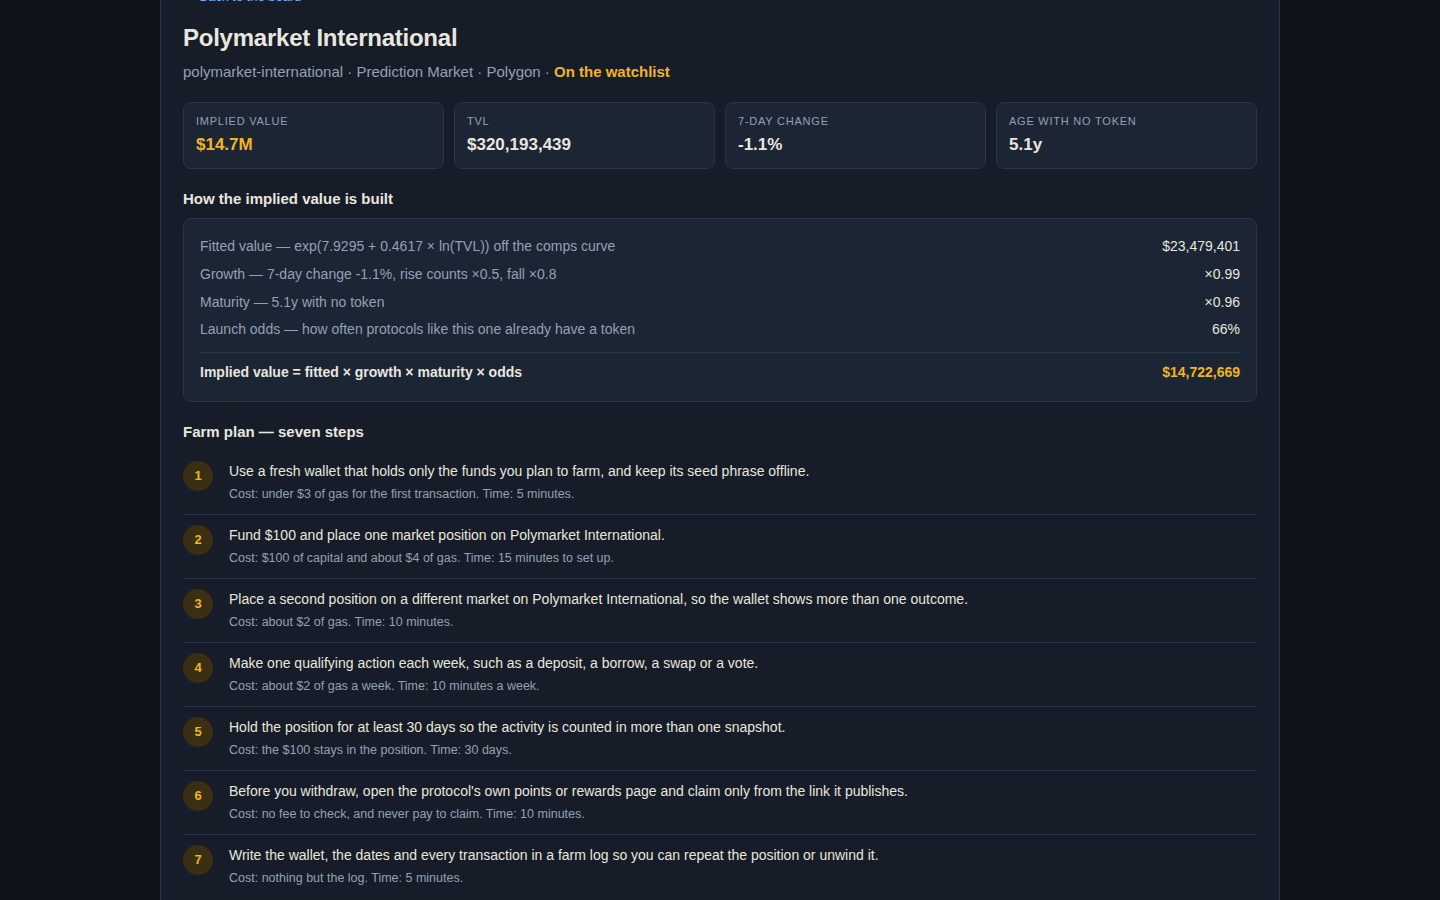 Back to the board
Polymarket International
polymarket-international · Prediction Market · Polygon · On the watchlist
IMPLIED VALUE
$14.7M
TVL
$320,193,439
7-DAY CHANGE
-1.1%
AGE WITH NO TOKEN
5.1y
How the implied value is built
Fitted value — exp(7.9295 + 0.4617 × ln(TVL)) off the comps curve
$23,479,401
Growth — 7-day change -1.1%, rise counts ×0.5, fall ×0.8
×0.99
Maturity — 5.1y with no token
×0.96
Launch odds — how often protocols like this one already have a token
66%
Implied value = fitted × growth × maturity × odds
$14,722,669
Farm plan — seven steps
1
Use a fresh wallet that holds only the funds you plan to farm, and keep its seed phrase offline.
Cost: under $3 of gas for the first transaction. Time: 5 minutes.
2
Fund $100 and place one market position on Polymarket International.
Cost: $100 of capital and about $4 of gas. Time: 15 minutes to set up.
3
Place a second position on a different market on Polymarket International, so the wallet shows more than one outcome.
Cost: about $2 of gas. Time: 10 minutes.
4
Make one qualifying action each week, such as a deposit, a borrow, a swap or a vote.
Cost: about $2 of gas a week. Time: 10 minutes a week.
5
Hold the position for at least 30 days so the activity is counted in more than one snapshot.
Cost: the $100 stays in the position. Time: 30 days.
6
Before you withdraw, open the protocol's own points or rewards page and claim only from the link it publishes.
Cost: no fee to check, and never pay to claim. Time: 10 minutes.
7
Write the wallet, the dates and every transaction in a farm log so you can repeat the position or unwind it.
Cost: nothing but the log. Time: 5 minutes.